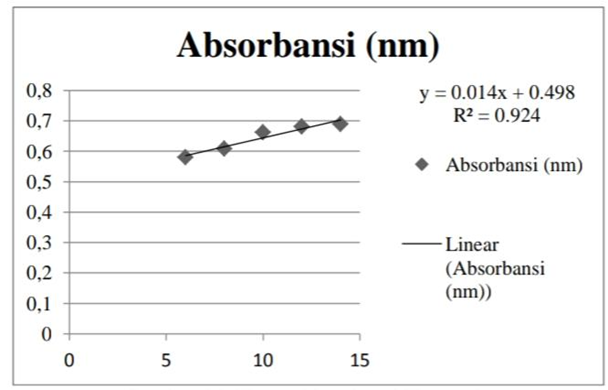 Absorbansi (nm)
y = 0.014x + 0.498
R² = 0.924
0,8
0,7
0,6
0,5
0,4
0,3
0,2
0,1
0
0 5 10 15
Absorbansi (nm)
Linear
(Absorbansi
(nm))